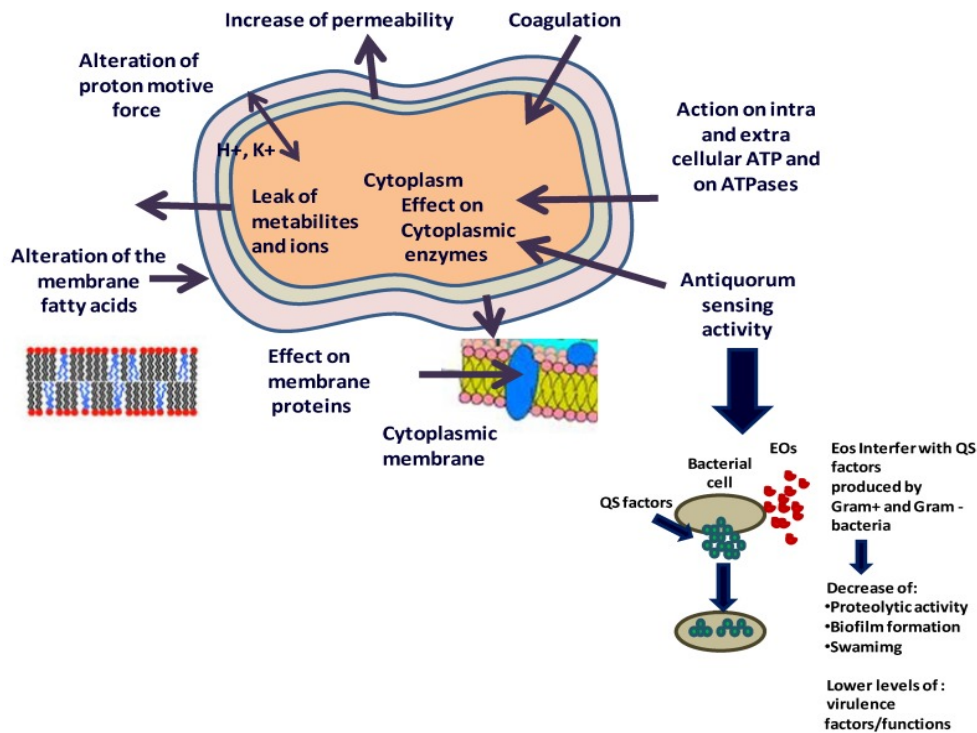 Increase of permeability
Coagulation
Alteration of
proton motive
force
H+, K+
Action on intra
and extra
cellular ATP and
on ATPases
Cytoplasm
Effect on
Cytoplasmic
enzymes
Leak of
metabilites
and ions
Alteration of the
membrane
fatty acids
Antiquorum
sensing
activity
Effect on
membrane
proteins
Cytoplasmic
membrane
EOs
Bacterial
cell
QS factors
Eos Interfer with QS
factors
produced by
Gram+ and Gram -
bacteria
Decrease of:
•Proteolytic activity
•Biofilm formation
•Swamimg
Lower levels of :
virulence
factors/functions